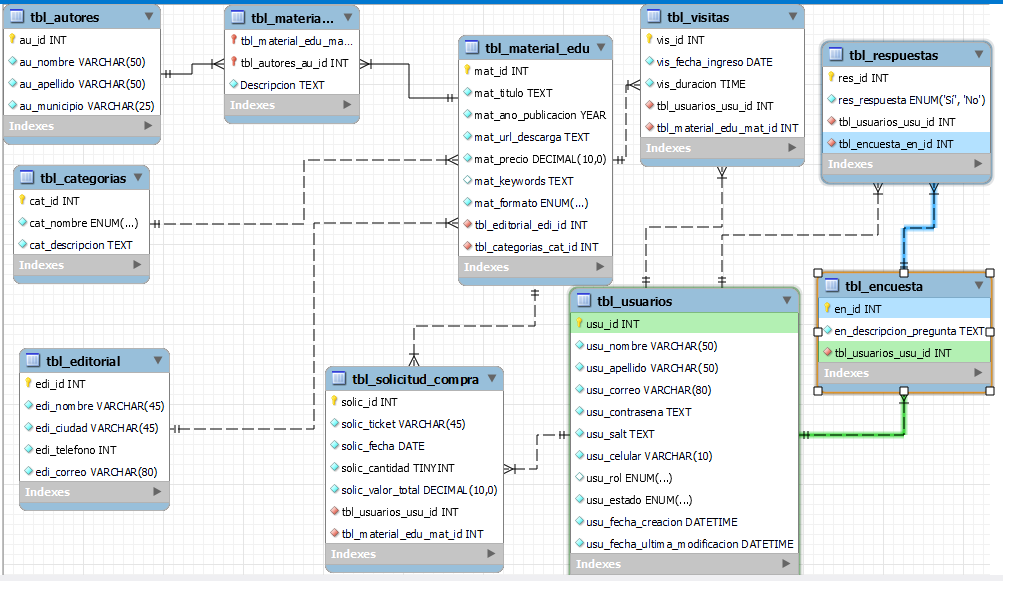 tbl_autores
au_id INT
au_nombre VARCHAR(50)
au_apellido VARCHAR(50)
au_municipio VARCHAR(25)
Indexes
tbl_materia...
tbl_material_edu_ma...
tbl_autores_au_id INT
Descripcion TEXT
Indexes
tbl_material_edu
mat_id INT
mat_titulo TEXT
mat_ano_publicacion YEAR
mat_url_descarga TEXT
mat_precio DECIMAL(10,0)
mat_keywords TEXT
mat_formato ENUM(...)
tbl_editorial_edi_id INT
tbl_categorias_cat_id INT
Indexes
tbl_visitas
vis_id INT
vis_fecha_ingreso DATE
vis_duracion TIME
tbl_usuarios_usu_id INT
tbl_material_edu_mat_id INT
Indexes
tbl_respuestas
res_id INT
res_respuesta ENUM('Sí', 'No')
tbl_usuarios_usu_id INT
tbl_encuesta_en_id INT
Indexes
tbl_categorias
cat_id INT
cat_nombre ENUM(...)
cat_descripcion TEXT
Indexes
tbl_editorial
edi_id INT
edi_nombre VARCHAR(45)
edi_ciudad VARCHAR(45)
edi_telefono INT
edi_correo VARCHAR(80)
Indexes
tbl_solicitud_compra
solic_id INT
solic_ticket VARCHAR(45)
solic_fecha DATE
solic_cantidad TINYINT
solic_valor_total DECIMAL(10,0)
tbl_usuarios_usu_id INT
tbl_material_edu_mat_id INT
Indexes
tbl_usuarios
usu_id INT
usu_nombre VARCHAR(50)
usu_apellido VARCHAR(50)
usu_correo VARCHAR(80)
usu_contrasena TEXT
usu_salt TEXT
usu_celular VARCHAR(10)
usu_rol ENUM(...)
usu_estado ENUM(...)
usu_fecha_creacion DATETIME
usu_fecha_ultima_modificacion DATETIME
Indexes
tbl_encuesta
en_id INT
en_descripcion_pregunta TEXT
tbl_usuarios_usu_id INT
Indexes